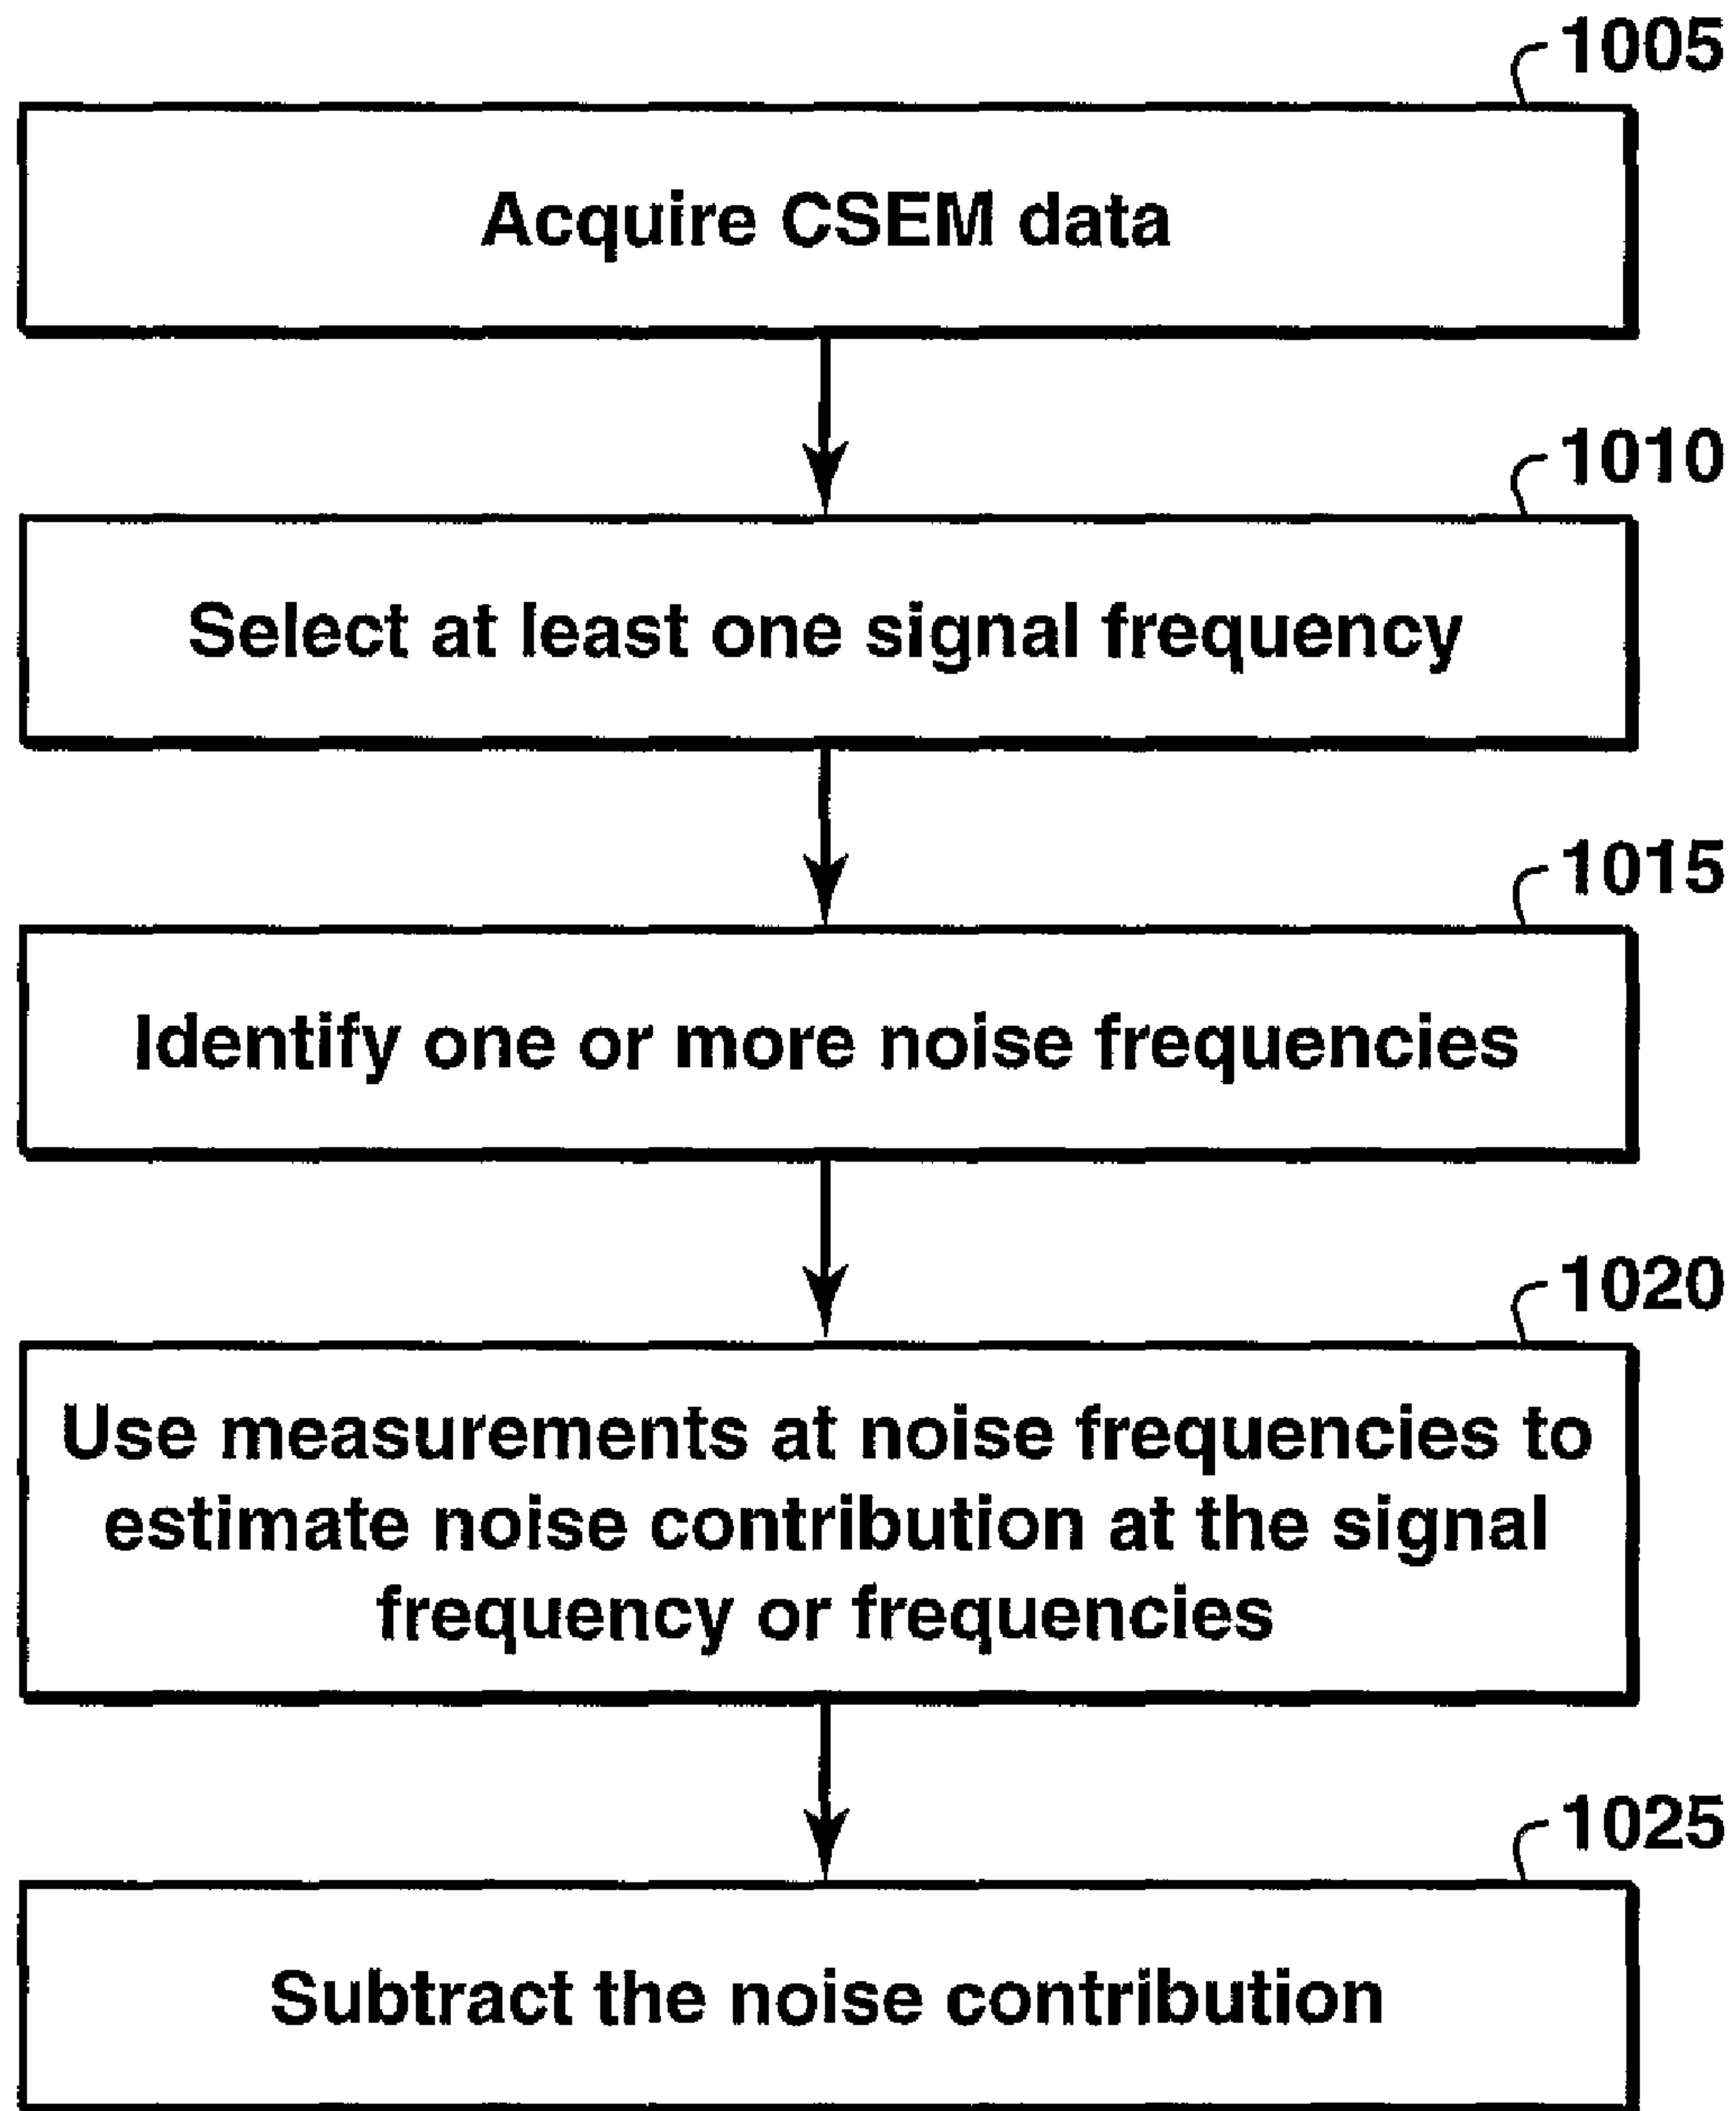 1005
Acquire CSEM data
1010
Select at least one signal frequency
1015
Identify one or more noise frequencies
1020
Use measurements at noise frequencies to
estimate noise contribution at the signal
frequency or frequencies
1025
Subtract the noise contribution